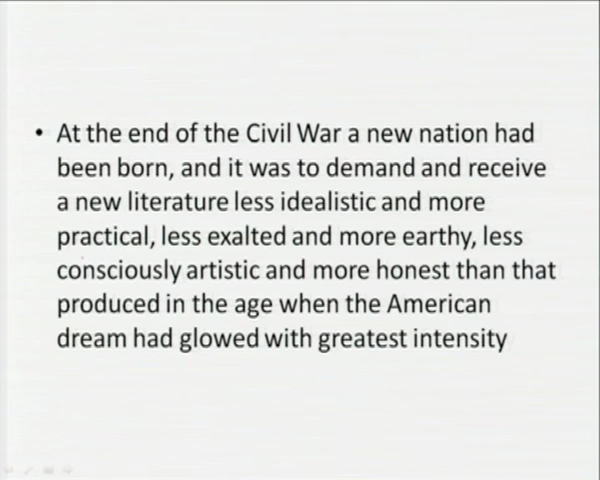 • At the end of the Civil War a new nation had
been born, and it was to demand and receive
a new literature less idealistic and more
practical, less exalted and more earthy, less
consciously artistic and more honest than that
produced in the age when the American
dream had glowed with greatest intensity